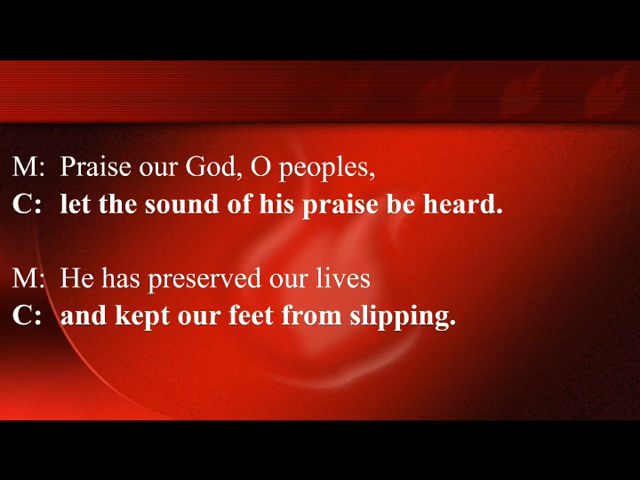 M: Praise our God, O peoples,
C: let the sound of his praise be heard.
M: He has preserved our lives
C: and kept our feet from slipping.